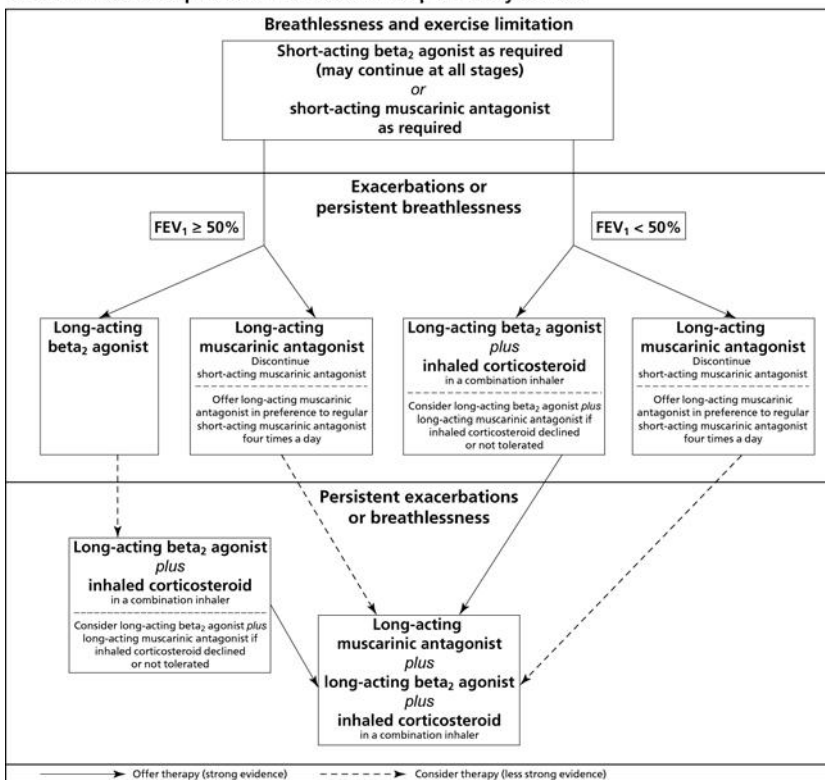 Breathlessness and exercise limitation
Short-acting beta₂ agonist as required
(may continue at all stages)
or
short-acting muscarinic antagonist
as required
Exacerbations or
persistent breathlessness
FEV₁ ≥ 50%
FEV₁ < 50%
Long-acting
beta₂ agonist
Long-acting
muscarinic antagonist
Discontinue
short-acting muscarinic antagonist
Offer long-acting muscarinic
antagonist in preference to regular
short-acting muscarinic antagonist
four times a day
Long-acting beta₂ agonist
plus
inhaled corticosteroid
in a combination inhaler
Consider long-acting beta₂ agonist plus
long-acting muscarinic antagonist if
inhaled corticosteroid declined
or not tolerated
Long-acting
muscarinic antagonist
Discontinue
short-acting muscarinic antagonist
Offer long-acting muscarinic
antagonist in preference to regular
short-acting muscarinic antagonist
four times a day
Persistent exacerbations
or breathlessness
Long-acting beta₂ agonist
plus
inhaled corticosteroid
in a combination inhaler
Consider long-acting beta₂ agonist plus
long-acting muscarinic antagonist if
inhaled corticosteroid declined
or not tolerated
Long-acting
muscarinic antagonist
plus
long-acting beta₂ agonist
plus
inhaled corticosteroid
in a combination inhaler
Offer therapy (strong evidence)
Consider therapy (less strong evidence)